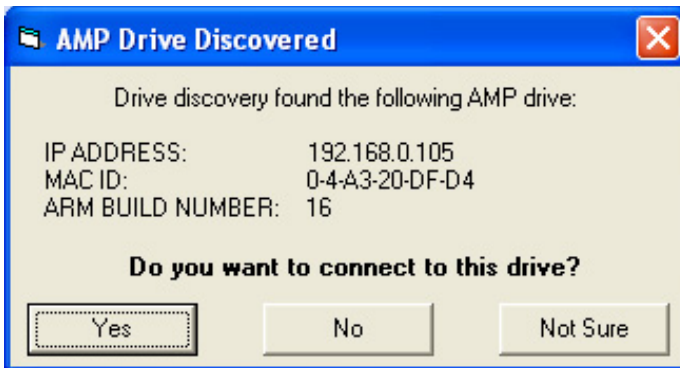 AMP Drive Discovered
Drive discovery found the following AMP drive:
IP ADDRESS: 192.168.0.105
MAC ID: 0-4-A3-20-DF-D4
ARM BUILD NUMBER: 16
Do you want to connect to this drive?
Yes No Not Sure